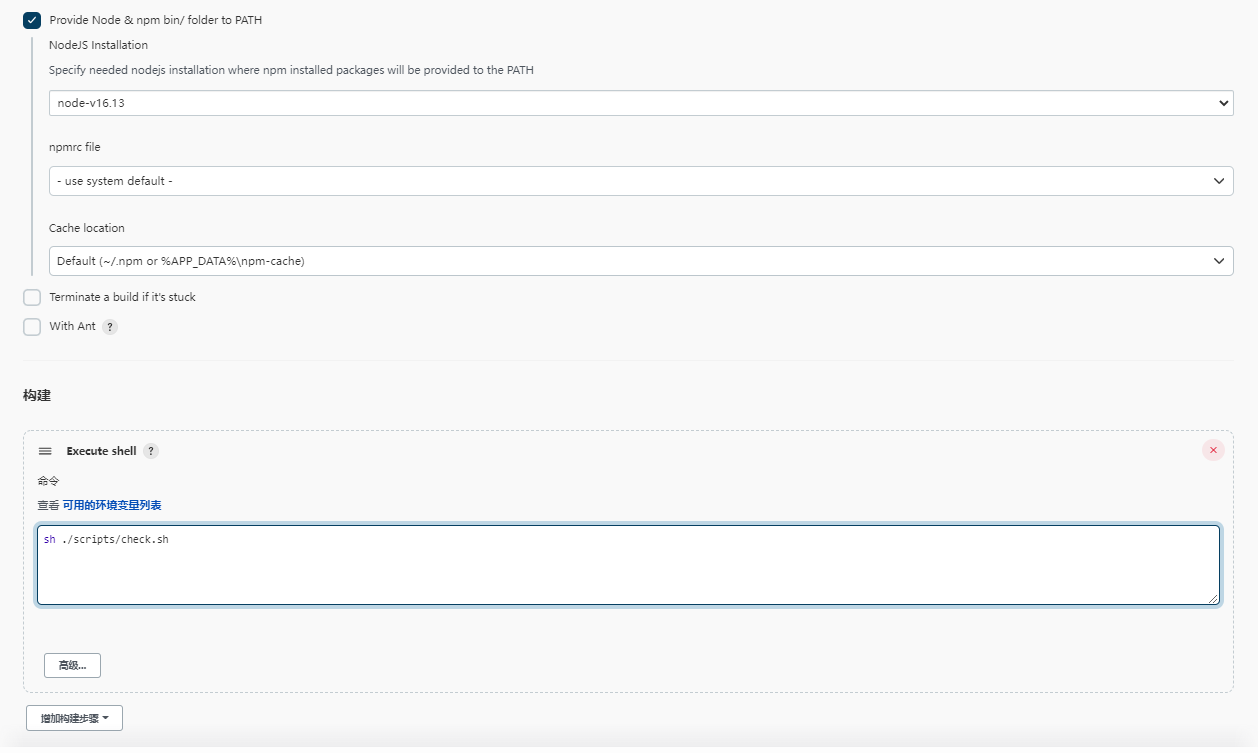 Provide Node & npm bin/ folder to PATH
NodeJS Installation
Specify needed nodejs installation where npm installed packages will be provided to the PATH
node-v16.13
npmrc file
- use system default -
Cache location
Default (~/.npm or %APP_DATA%\npm-cache)
Terminate a build if it's stuck
With Ant ?
构建
Execute shell ?
命令
查看 可用的环境变量列表
sh ./scripts/check.sh
高级...
增加构建步骤